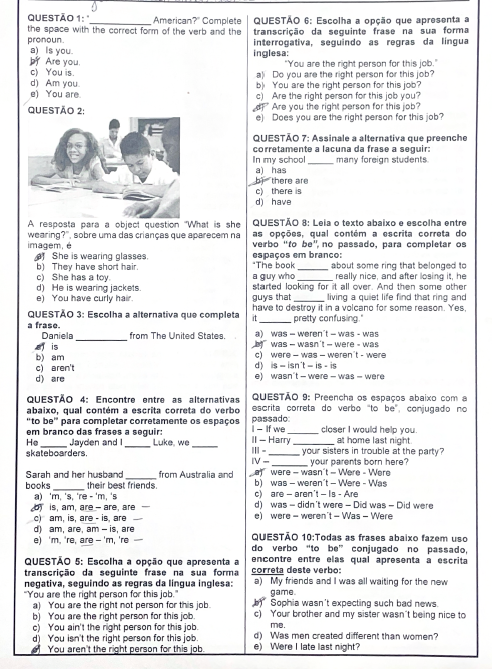 QUESTÃO 1: "____________ American?" Complete
the space with the correct form of the verb and the
pronoun.
a) Is you.
b) Are you.
c) You is.
d) Am you.
e) You are.
QUESTÃO 2:
A resposta para a object question "What is she
wearing?", sobre uma das crianças que aparecem na
imagem, é
a) She is wearing glasses.
b) They have short hair.
c) She has a toy.
d) He is wearing jackets.
e) You have curly hair.
QUESTÃO 3: Escolha a alternativa que completa
a frase.
Daniela __________ from The United States.
a) is
b) am
c) aren't
d) are
QUESTÃO 4: Encontre entre as alternativas
abaixo, qual contém a escrita correta do verbo
"to be" para completar corretamente os espaços
em branco das frases a seguir:
He _____ Jayden and I _____ Luke, we _____
skateboarders.
Sarah and her husband ______ from Australia and
books ______ their best friends.
a) 'm, 's, 're - 'm, 's
b) is, am, are – are, are —
c) am, is, are - is, are —
d) am, are, am – is, are
e) 'm, 're, are – 'm, 're —
QUESTÃO 5: Escolha a opção que apresenta a
transcrição da seguinte frase na sua forma
negativa, seguindo as regras da língua inglesa:
"You are the right person for this job."
a) You are the right not person for this job.
b) You are the right person for this job.
c) You ain't the right person for this job.
d) You isn't the right person for this job.
e) You aren't the right person for this job.
QUESTÃO 6: Escolha a opção que apresenta a
transcrição da seguinte frase na sua forma
interrogativa, seguindo as regras da língua
inglesa:
"You are the right person for this job."
a) Do you are the right person for this job?
b) You are the right person for this job?
c) Are the right person for this job you?
d) Are you the right person for this job?
e) Does you are the right person for this job?
QUESTÃO 7: Assinale a alternativa que preenche
corretamente a lacuna da frase a seguir:
In my school _____ many foreign students.
a) has
b) there are
c) there is
d) have
QUESTÃO 8: Leia o texto abaixo e escolha entre
as opções, qual contém a escrita correta do
verbo "to be", no passado, para completar os
espaços em branco:
"The book _______ about some ring that belonged to
a guy who _______ really nice, and after losing it, he
started looking for it all over. And then some other
guys that ______ living a quiet life find that ring and
have to destroy it in a volcano for some reason. Yes,
it _______ pretty confusing."
a) was – weren´t – was - was
b) was – wasn´t – were - was
c) were – was – weren't - were
d) is – isn´t – is - is
e) wasn´t – were – was – were
QUESTÃO 9: Preencha os espaços abaixo com a
escrita correta do verbo "to be", conjugado no
passado:
I – If we _______ closer I would help you.
II – Harry ________ at home last night.
III - _______ your sisters in trouble at the party?
IV – ________ your parents born here?
a) were – wasn´t – Were - Were
b) was – weren´t – Were - Was
c) are – aren´t – Is - Are
d) was – didn´t were – Did was – Did were
e) were – weren´t – Was – Were
QUESTÃO 10:Todas as frases abaixo fazem uso
do verbo "to be" conjugado no passado,
encontre entre elas qual apresenta a escrita
correta deste verbo:
a) My friends and I was all waiting for the new
game.
b) Sophia wasn´t expecting such bad news.
c) Your brother and my sister wasn´t being nice to
me.
d) Was men created different than women?
e) Were I late last night?